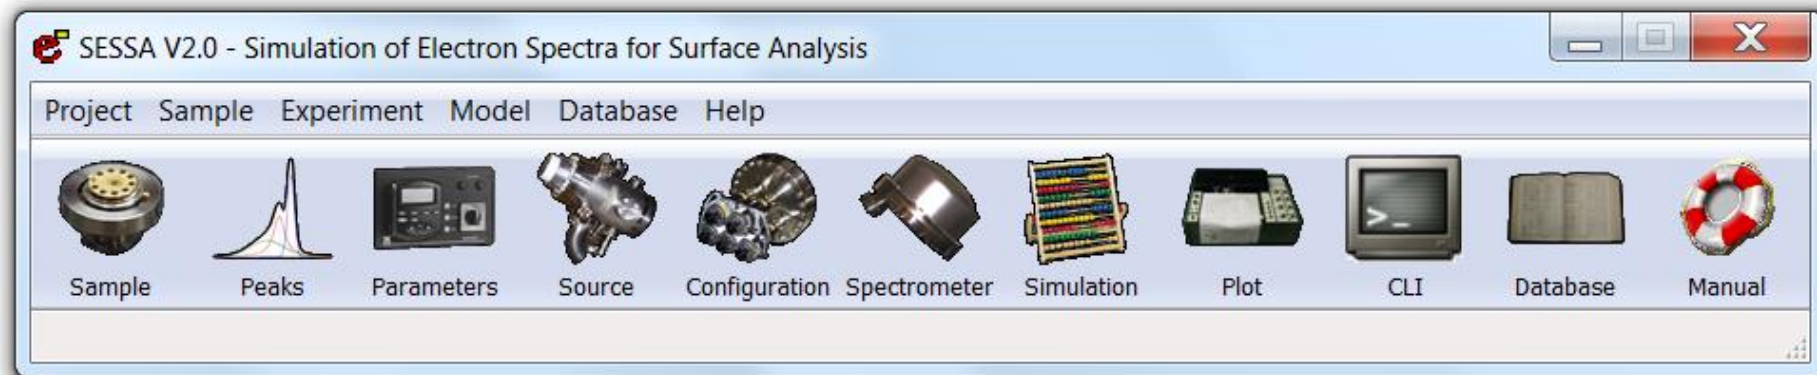 SESSA V2.0 - Simulation of Electron Spectra for Surface Analysis
Project Sample Experiment Model Database Help
Sample Peaks Parameters Source Configuration Spectrometer Simulation Plot CLI Database Manual